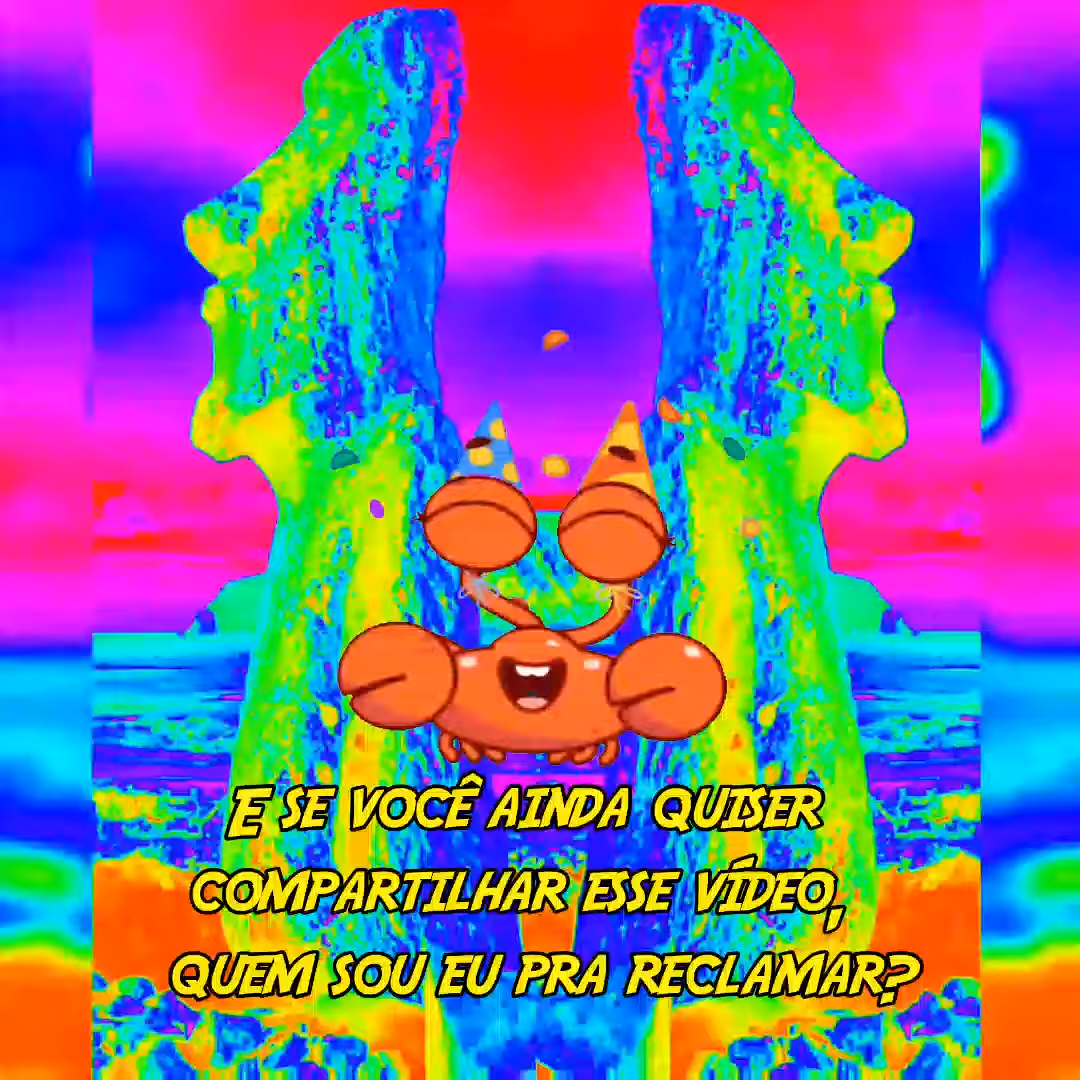 E SE VOCÊ AINDA QUISER
COMPARTILHAR ESSE VÍDEO,
QUEM SOU EU PRA RECLAMAR?